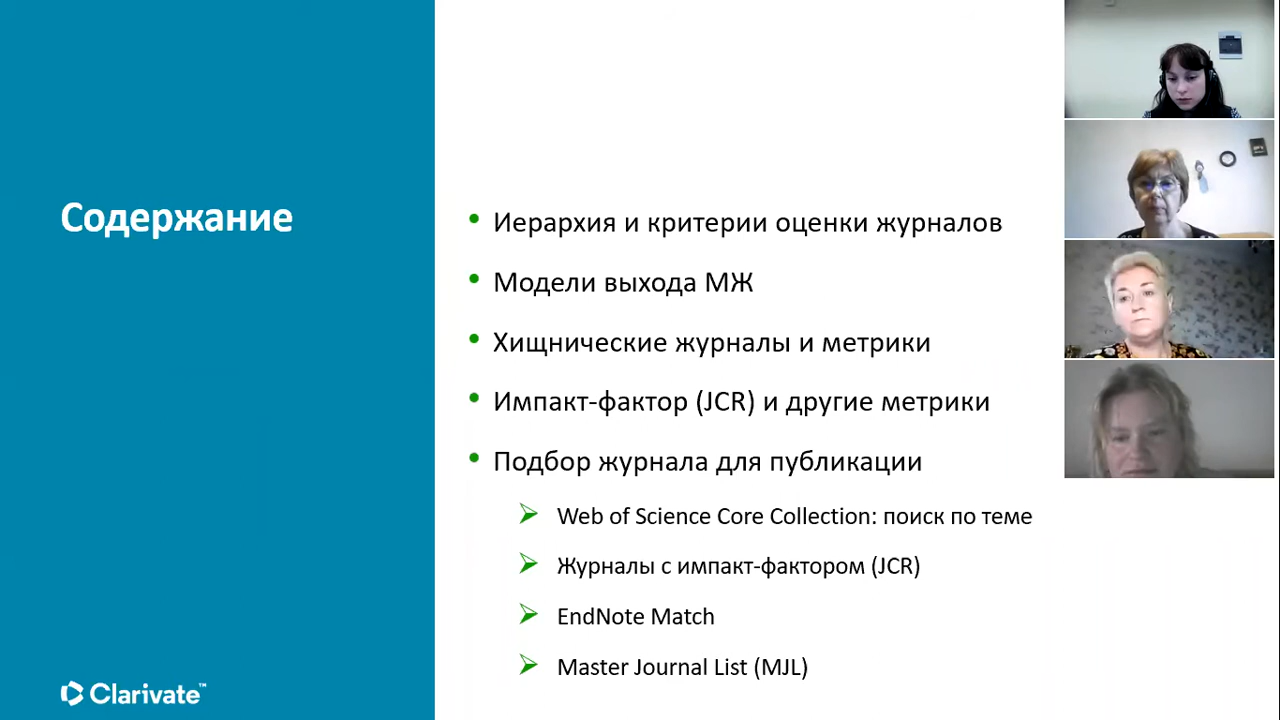 Содержание
Иерархия и критерии оценки журналов
Модели выхода МЖ
Хищнические журналы и метрики
Импакт-фактор (JCR) и другие метрики
Подбор журнала для публикации
Web of Science Core Collection: поиск по теме
Журналы с импакт-фактором (JCR)
EndNote Match
Master Journal List (MJL)
Clarivate™